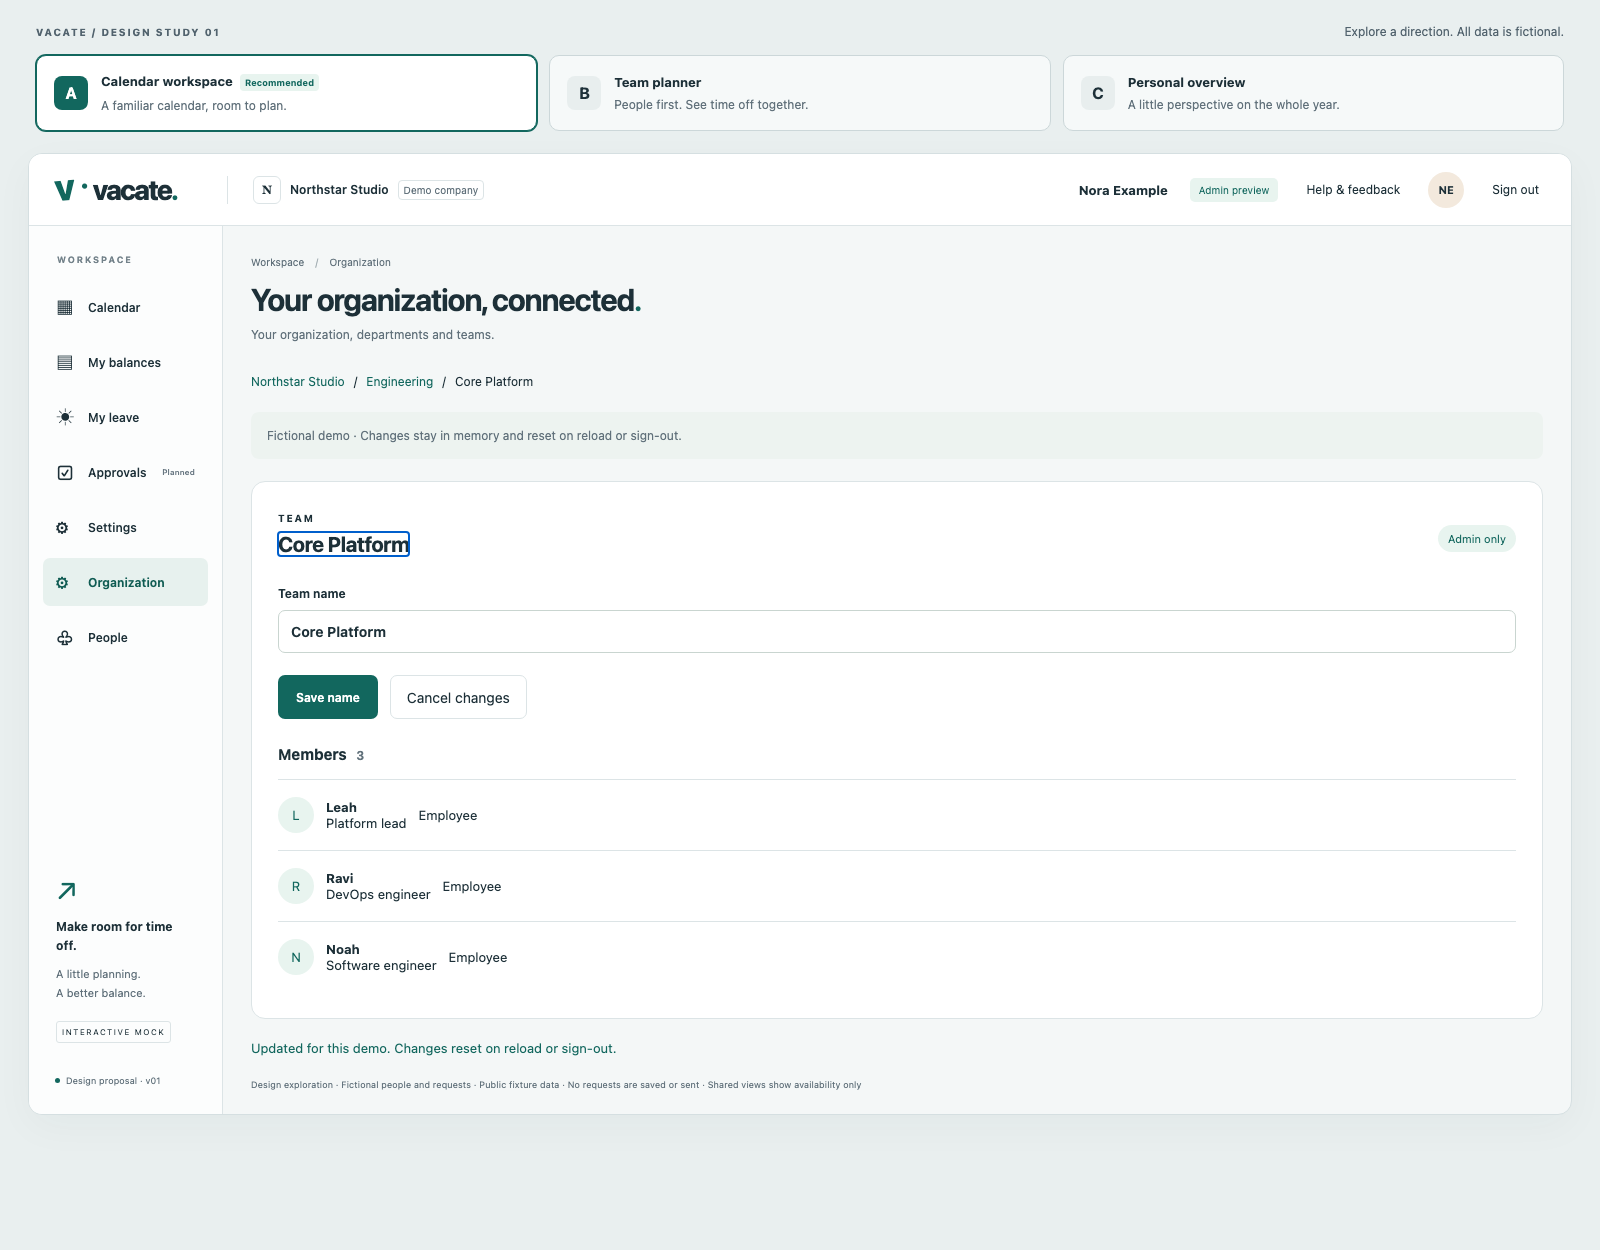 VACATE / DESIGN STUDY 01
Explore a direction. All data is fictional.
A
Calendar workspace Recommended
A familiar calendar, room to plan.
B
Team planner
People first. See time off together.
C
Personal overview
A little perspective on the whole year.
V vacate.
N Northstar Studio Demo company
Nora Example Admin preview Help & feedback NE Sign out
WORKSPACE
Calendar
My balances
My leave
Approvals Planned
Settings
Organization
People
Make room for time
off.
A little planning.
A better balance.
INTERACTIVE MOCK
Design proposal · v01
Workspace / Organization
Your organization, connected.
Your organization, departments and teams.
Northstar Studio / Engineering / Core Platform
Fictional demo · Changes stay in memory and reset on reload or sign-out.
TEAM
Core Platform
Admin only
Team name
Core Platform
Save name Cancel changes
Members 3
L
Leah
Platform lead Employee
R
Ravi
DevOps engineer Employee
N
Noah
Software engineer Employee
Updated for this demo. Changes reset on reload or sign-out.
Design exploration · Fictional people and requests · Public fixture data · No requests are saved or sent · Shared views show availability only